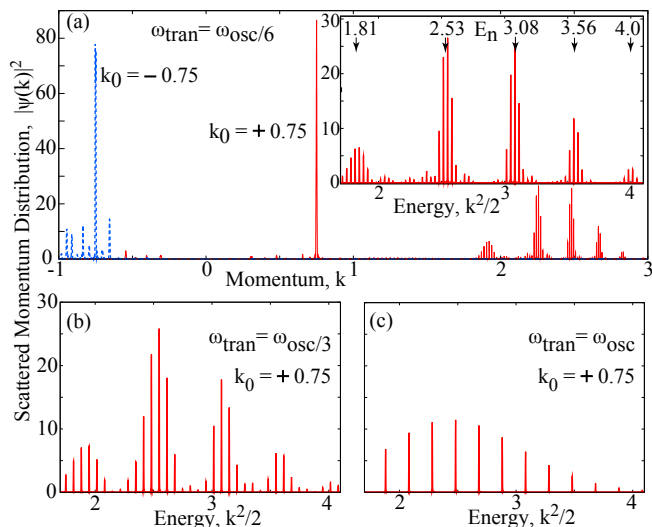 (a)
ω_tran = ω_osc/6
k_0 = − 0.75
k_0 = + 0.75
80
60
40
20
0
-1 0 1 2 3
Momentum, k
Scattered Momentum Distribution, |ψ(k)|^2
1.81 2.53 E_n 3.08 3.56 4.0
20
10
0
2 3 4
Energy, k^2/2
(b)
ω_tran = ω_osc/3
k_0 = + 0.75
30
20
10
0
2 3 4
Energy, k^2/2
(c)
ω_tran = ω_osc
k_0 = + 0.75
2 3 4
Energy, k^2/2